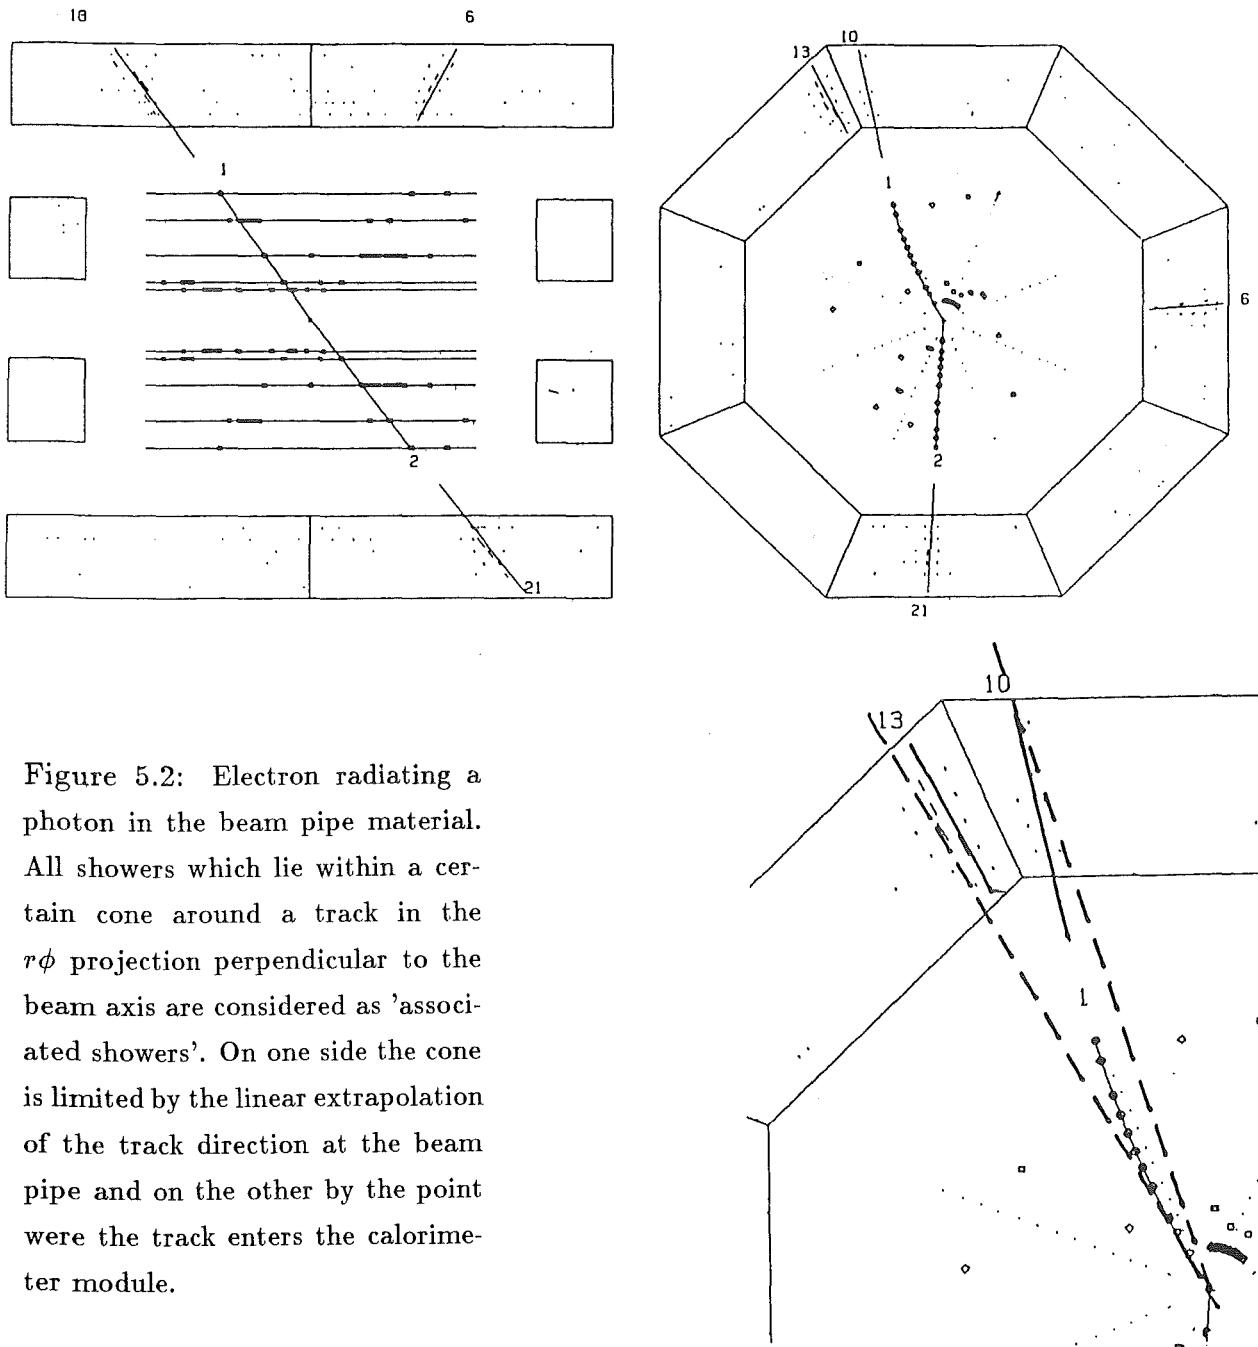 10
6
1
2
21
13
10
1
6
2
21
10
13
1
Figure 5.2: Electron radiating a
photon in the beam pipe material.
All showers which lie within a cer-
tain cone around a track in the
rϕ projection perpendicular to the
beam axis are considered as 'associ-
ated showers'. On one side the cone
is limited by the linear extrapolation
of the track direction at the beam
pipe and on the other by the point
were the track enters the calorime-
ter module.